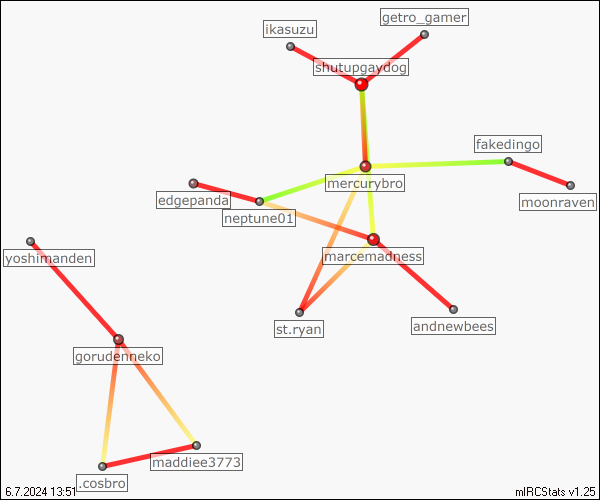 getro_gamer
ikasuzu
shutupgaydog
fakedingo
mercurybro
edgepanda
moonraven
neptune01
marcemadness
yoshimanden
st.ryan
andnewbees
gorudenneko
maddiee3773
.cosbro
6.7.2024 13:51
mIRCStats v1.25